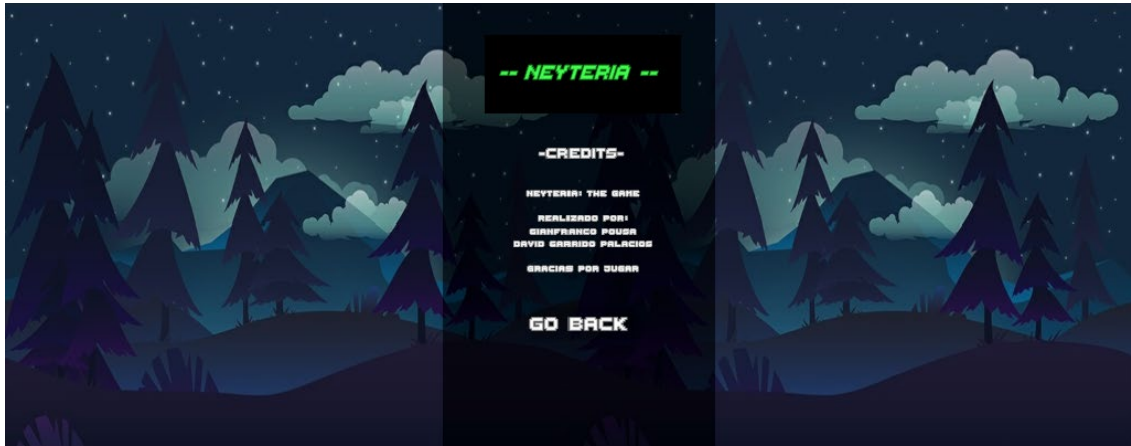 -- NEYTERIA --
-CREDITS-
NEYTERIA: THE GAME
REALIZADO POR:
GIANFRANCO POUSA
DAVID GARRIDO PALACIOS
GRACIAS POR JUGAR
GO BACK